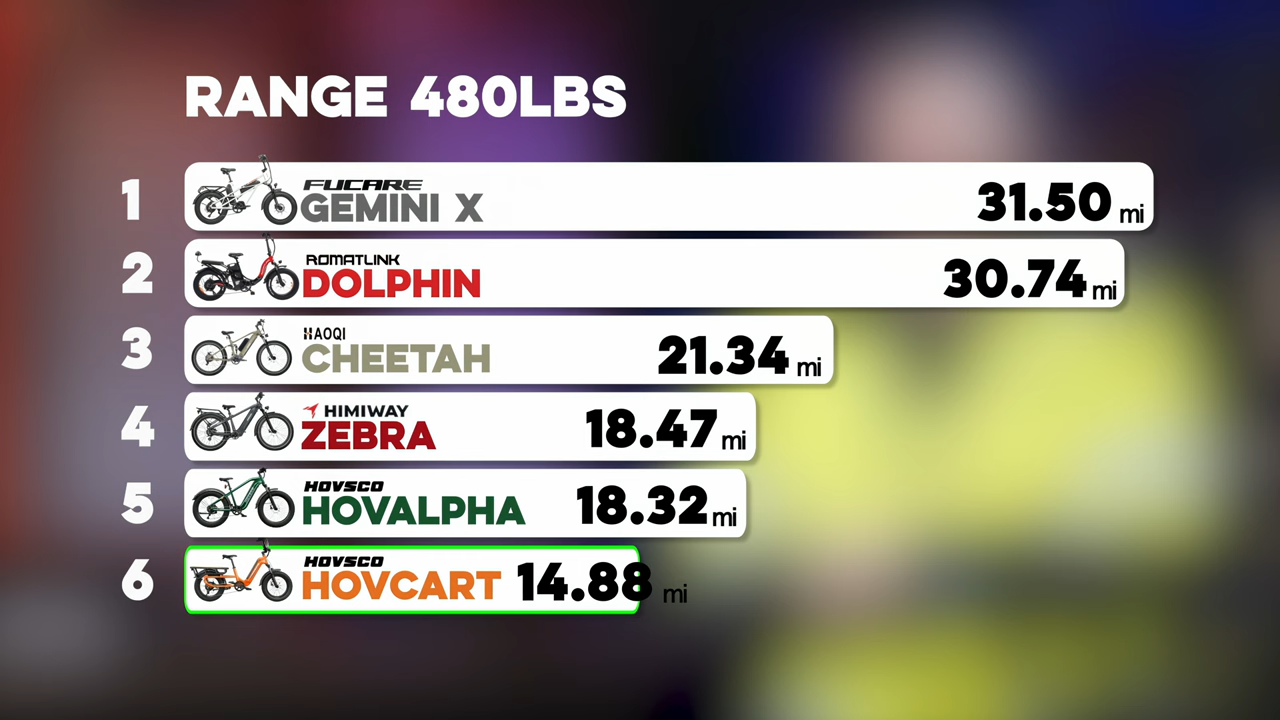 RANGE 480LBS
1 FUCARE GEMINI X 31.50 mi
2 ROMATLINK DOLPHIN 30.74 mi
3 HAOQI CHEETAH 21.34 mi
4 HIMIWAY ZEBRA 18.47 mi
5 HOVSCO HOVALPHA 18.32 mi
6 HOVSCO HOVCART 14.88 mi